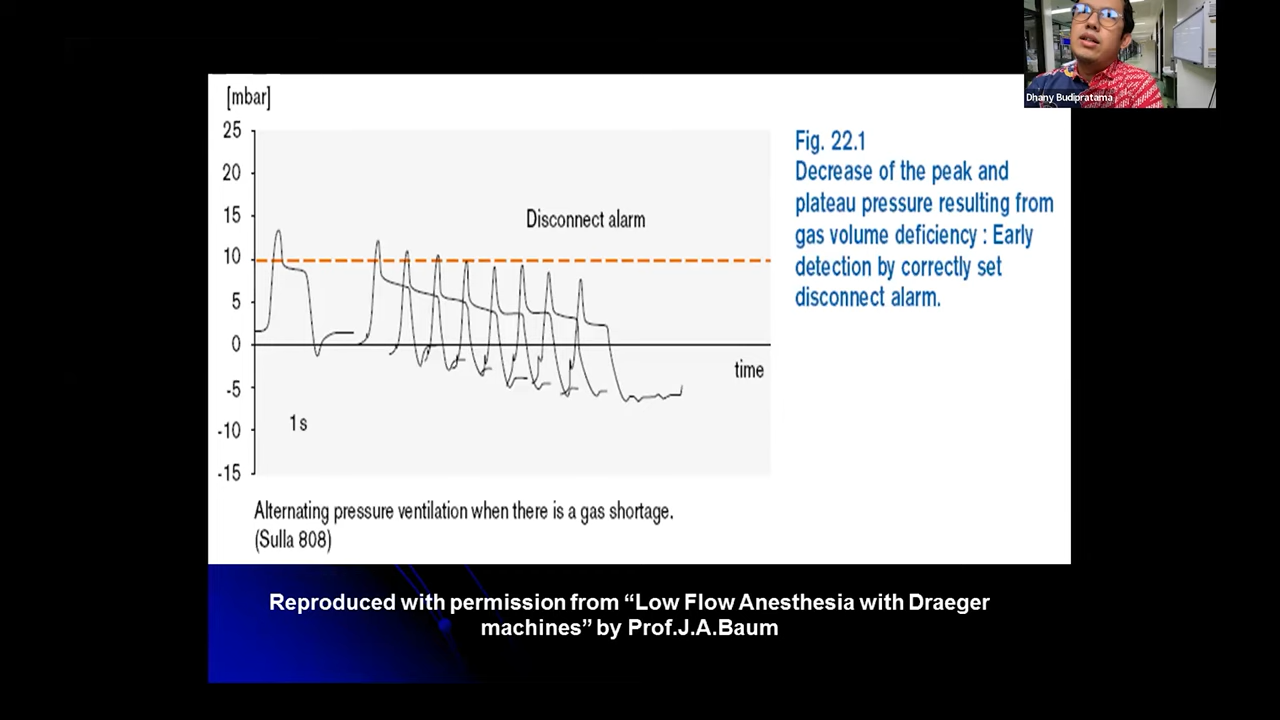 Dhany Budipratama
[mbar]
25
20
15
10
5
0
-5
-10
-15
Disconnect alarm
time
1 s
Fig. 22.1
Decrease of the peak and
plateau pressure resulting from
gas volume deficiency : Early
detection by correctly set
disconnect alarm.
Alternating pressure ventilation when there is a gas shortage.
(Sulla 808)
Reproduced with permission from “Low Flow Anesthesia with Draeger
machines” by Prof.J.A.Baum